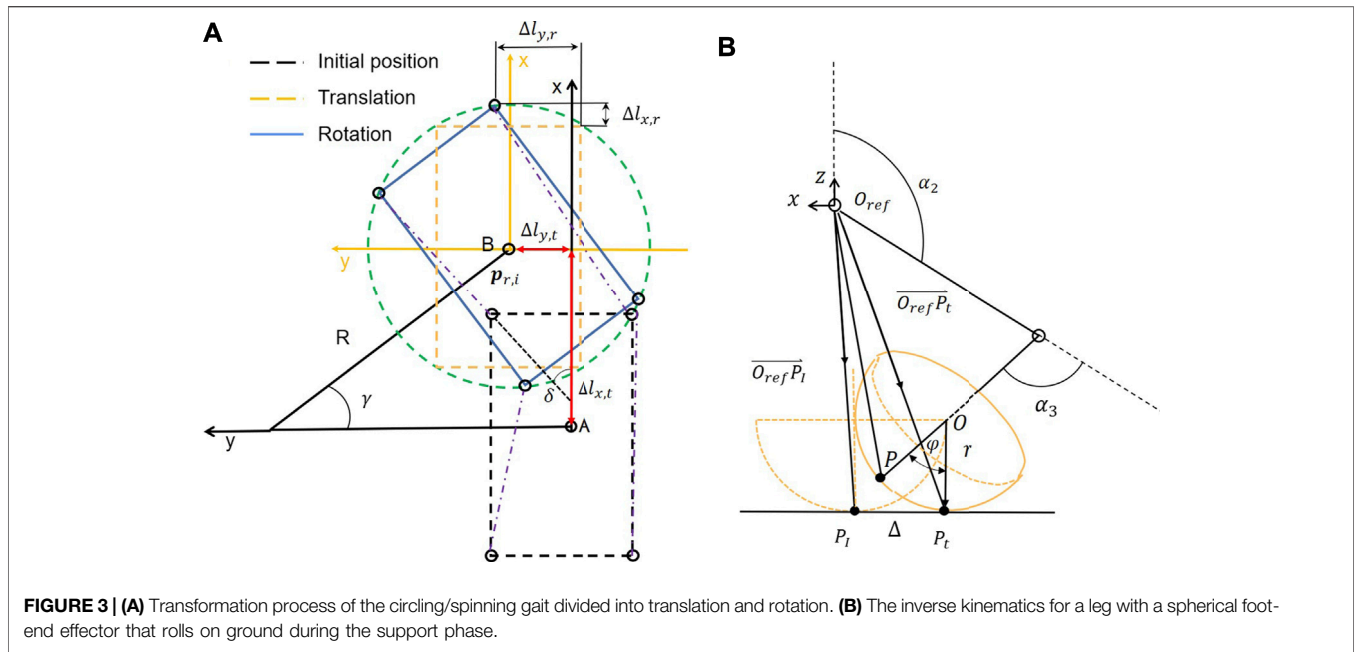 A
Initial position
Translation
Rotation
Δl_{y,r}
x
x
Δl_{x,r}
y
B
Δl_{y,t}
p_{r,i}
R
γ
δ
Δl_{x,t}
y
A
B
z
x
O_{ref}
α_2
O_{ref}P_t
O_{ref}P_I
α_3
O
P
φ
r
P_I
Δ
P_t
FIGURE 3 | (A) Transformation process of the circling/spinning gait divided into translation and rotation. (B) The inverse kinematics for a leg with a spherical foot-
end effector that rolls on ground during the support phase.